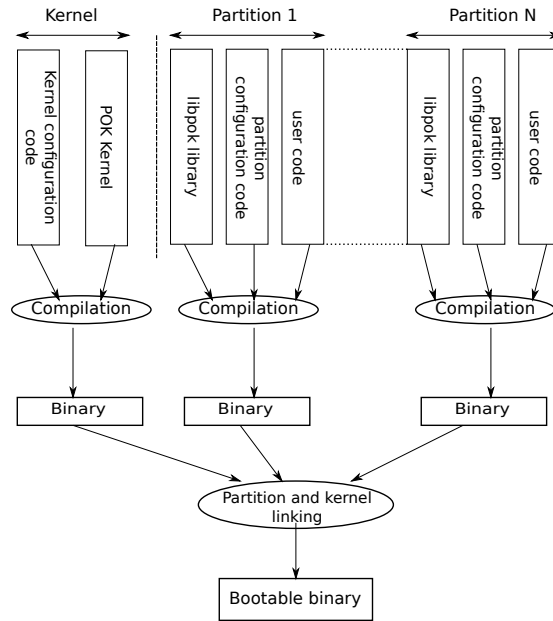 Kernel
Partition 1
Partition N
Kernel configuration
code
POK Kernel
libpok library
partition
configuration code
user code
libpok library
partition
configuration code
user code
Compilation
Compilation
Compilation
Binary
Binary
Binary
Partition and kernel
linking
Bootable binary